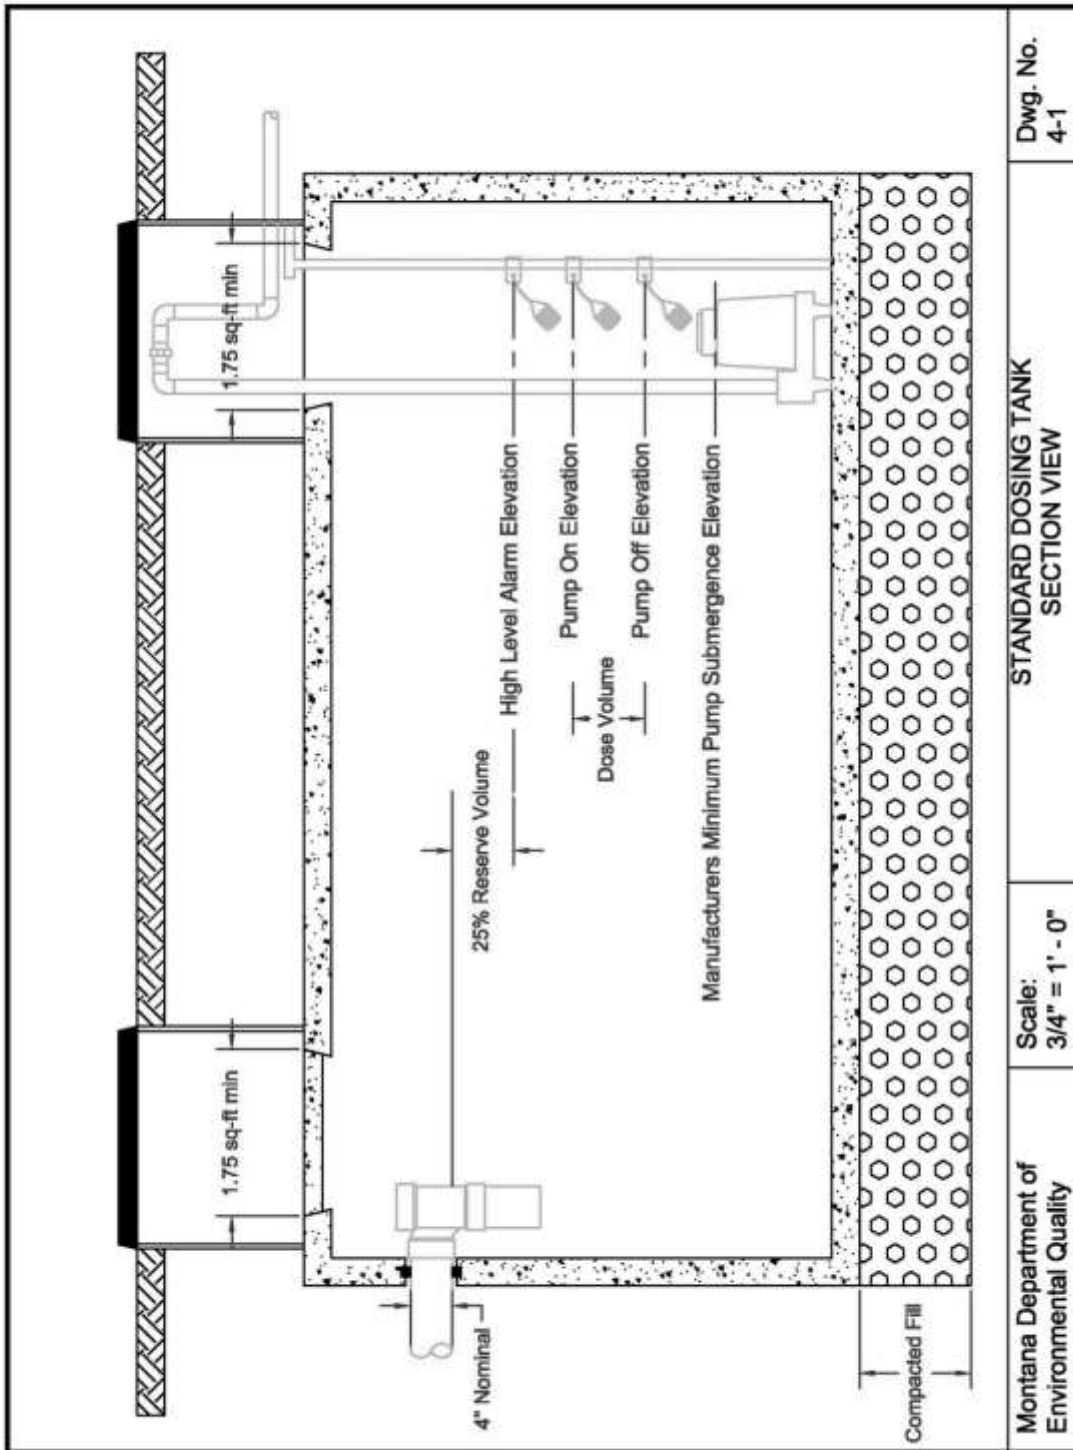 1.75 sq-ft min
1.75 sq-ft min
4" Nominal
25% Reserve Volume
High Level Alarm Elevation
Pump On Elevation
Dose Volume
Pump Off Elevation
Manufacturers Minimum Pump Submergence Elevation
Compacted Fill
Montana Department of
Environmental Quality
Scale:
3/4" = 1' - 0"
STANDARD DOSING TANK
SECTION VIEW
Dwg. No.
4-1